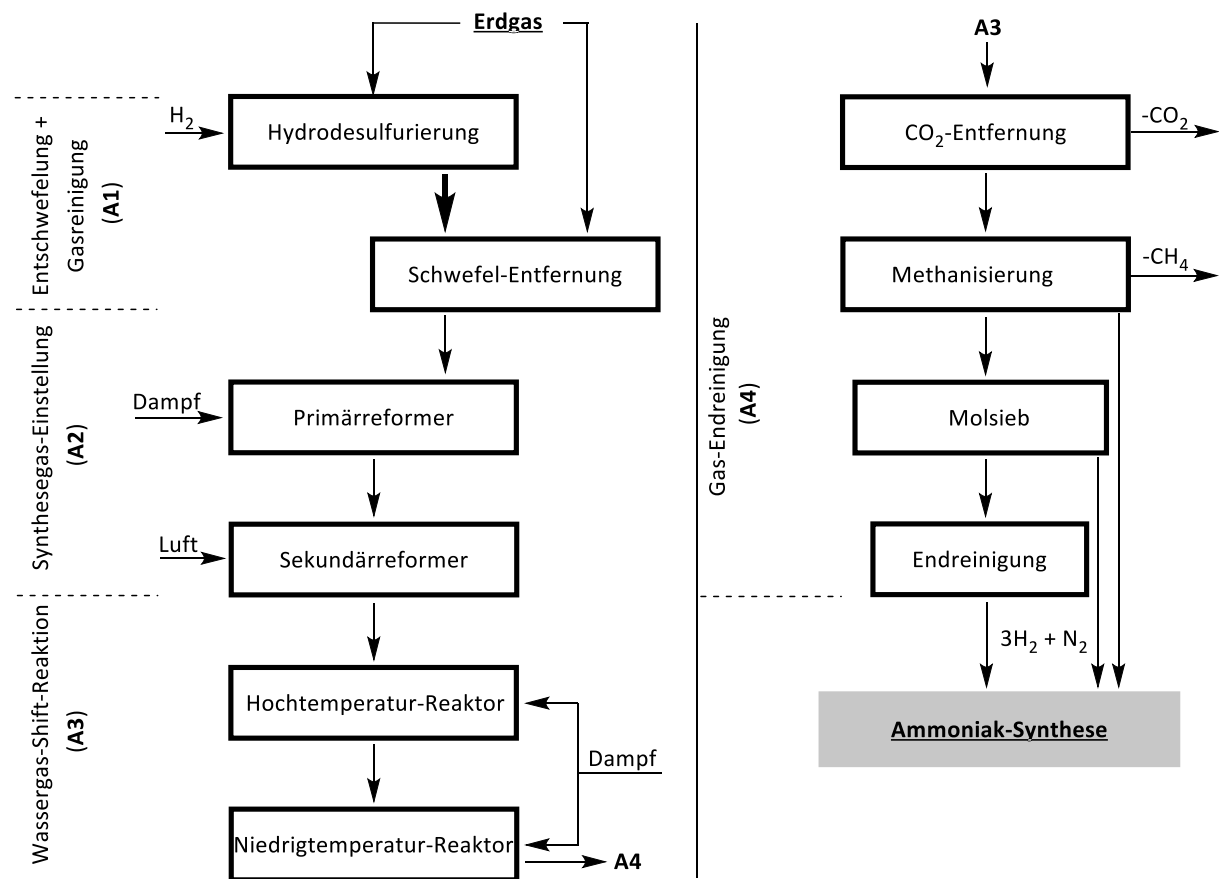 Erdgas
Entschwefelung +
Gasreinigung
(A1)
H2
Hydrodesulfurierung
Schwefel-Entfernung
Synthesegas-Einstellung
(A2)
Dampf
Primärreformer
Luft
Sekundärreformer
Wassergas-Shift-Reaktion
(A3)
Hochtemperatur-Reaktor
Dampf
Niedrigtemperatur-Reaktor
A4
A3
CO2-Entfernung
-CO2
Methanisierung
-CH4
Gas-Endreinigung
(A4)
Molsieb
Endreinigung
3H2 + N2
Ammoniak-Synthese